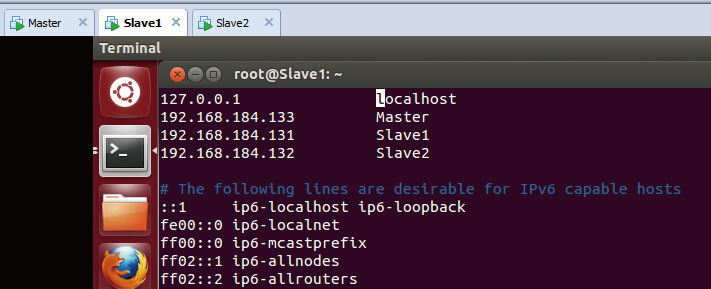 Master Slave1 Slave2
Terminal
root@Slave1: ~
127.0.0.1 localhost
192.168.184.133 Master
192.168.184.131 Slave1
192.168.184.132 Slave2
# The following lines are desirable for IPv6 capable hosts
::1 ip6-localhost ip6-loopback
fe00::0 ip6-localnet
ff00::0 ip6-mcastprefix
ff02::1 ip6-allnodes
ff02::2 ip6-allrouters